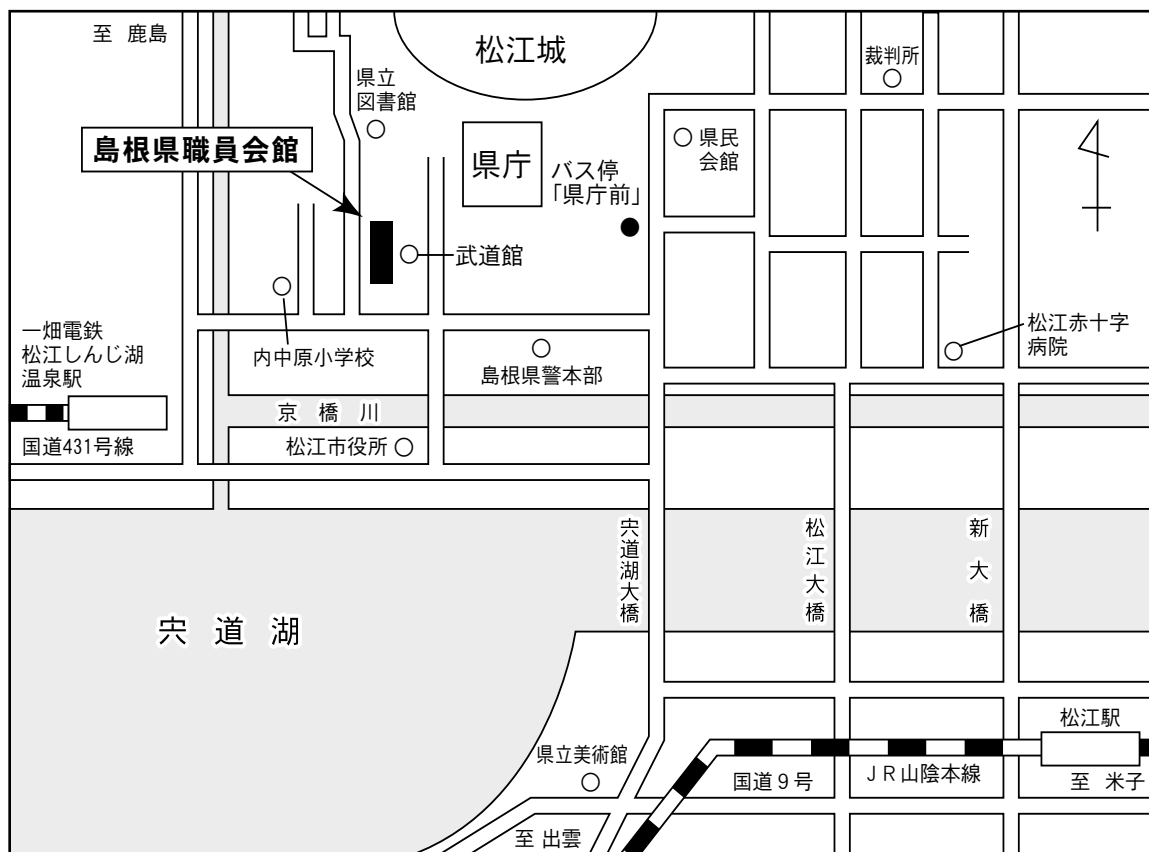 至 鹿島
松江城
裁判所
県立
図書館
島根県職員会館
県庁
バス停
「県庁前」
県民
会館
武道館
一畑電鉄
松江しんじ湖
温泉駅
内中原小学校
島根県警本部
松江赤十字
病院
京橋川
国道431号線
松江市役所
宍道湖大橋
松江大橋
新大橋
宍道湖
松江駅
県立美術館
国道9号
JR山陰本線
至 米子
至 出雲